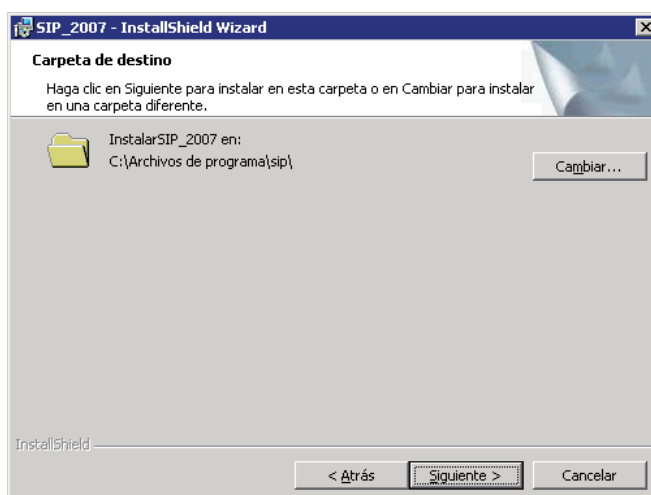 SIP_2007 - InstallShield Wizard
Carpeta de destino
Haga clic en Siguiente para instalar en esta carpeta o en Cambiar para instalar
en una carpeta diferente.
InstalarSIP_2007 en:
C:\Archivos de programa\sip\
Cambiar...
InstallShield
< Atrás
Siguiente >
Cancelar